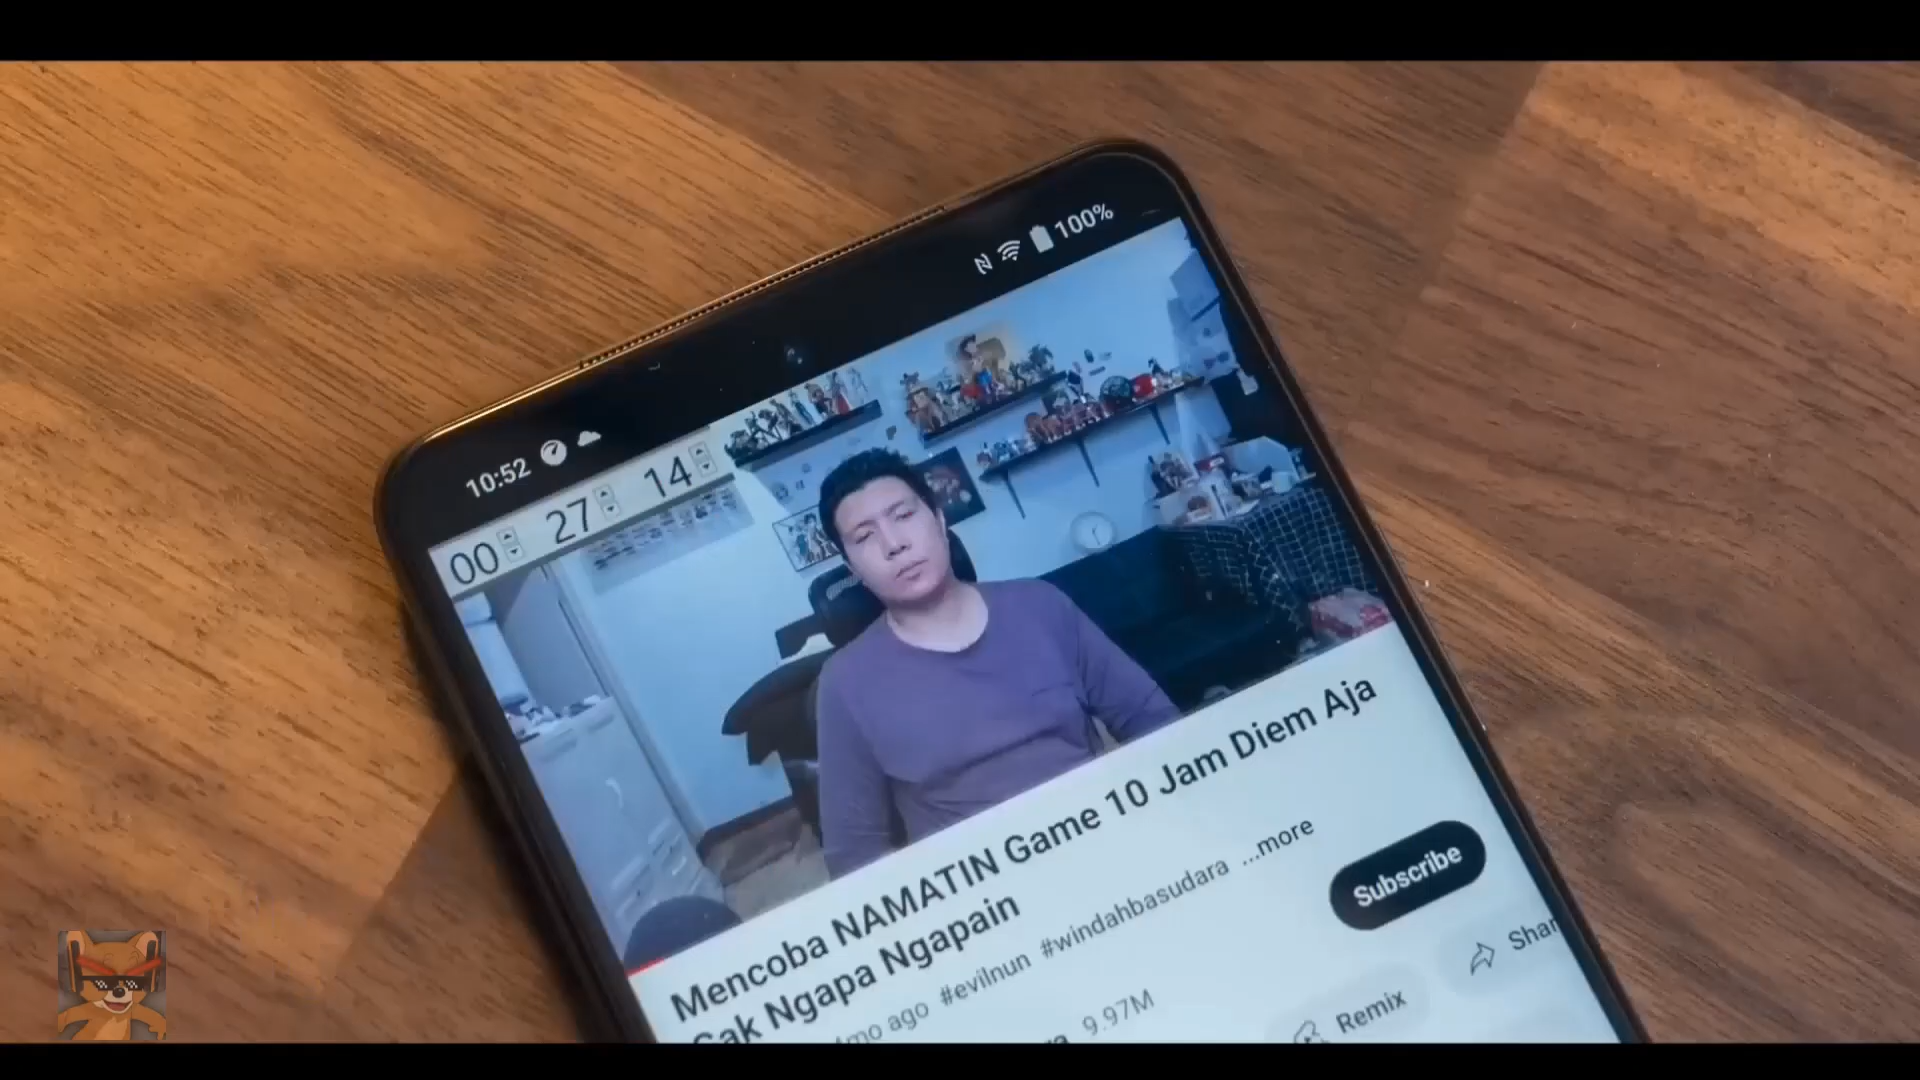 10:52
100%
00 27 14
Mencoba NAMATIN Game 10 Jam Diem Aja
Gak Ngapa Ngapain
mo ago #evilnun #windahbasudara ...more
9.97M
Subscribe
Remix
Shar